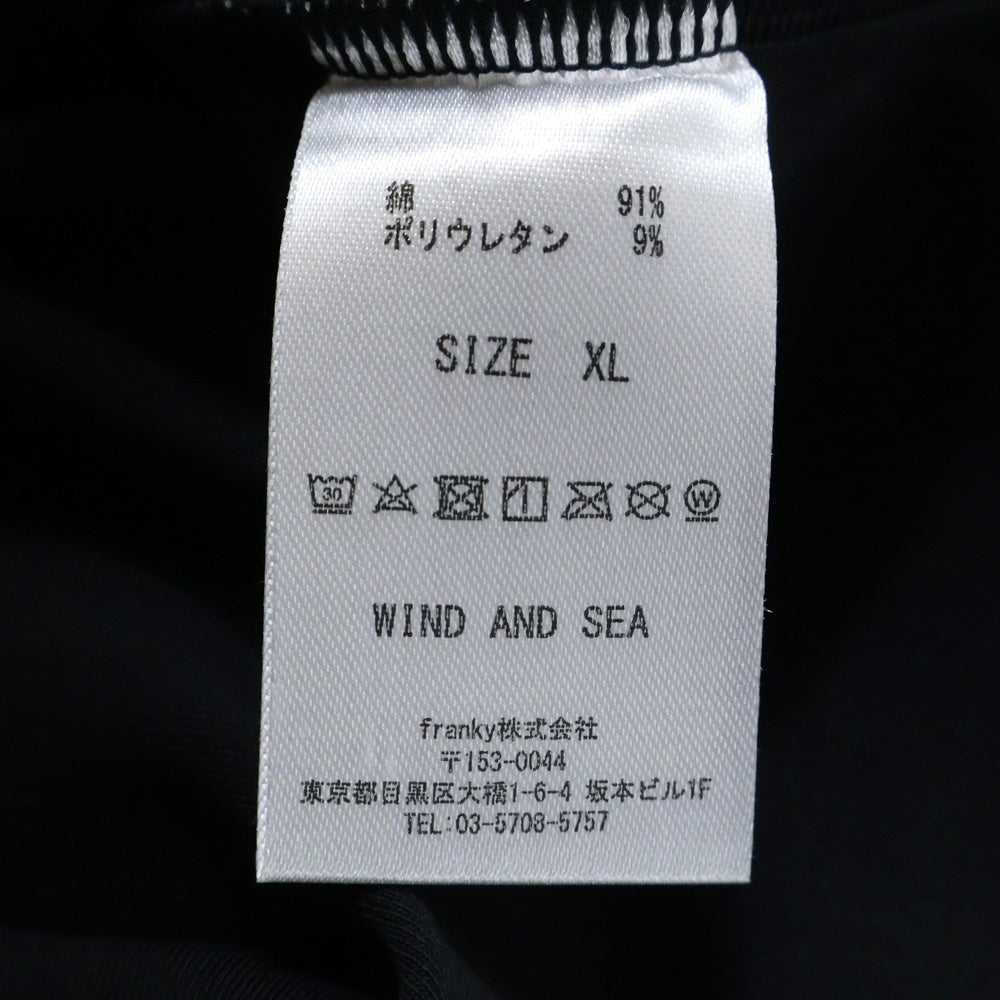 綿 91%
ポリウレタン 9%
SIZE XL
30 W
WIND AND SEA
franky株式会社
〒153-0044
東京都目黒区大橋1-6-4 坂本ビル1F
TEL:03-5708-5757